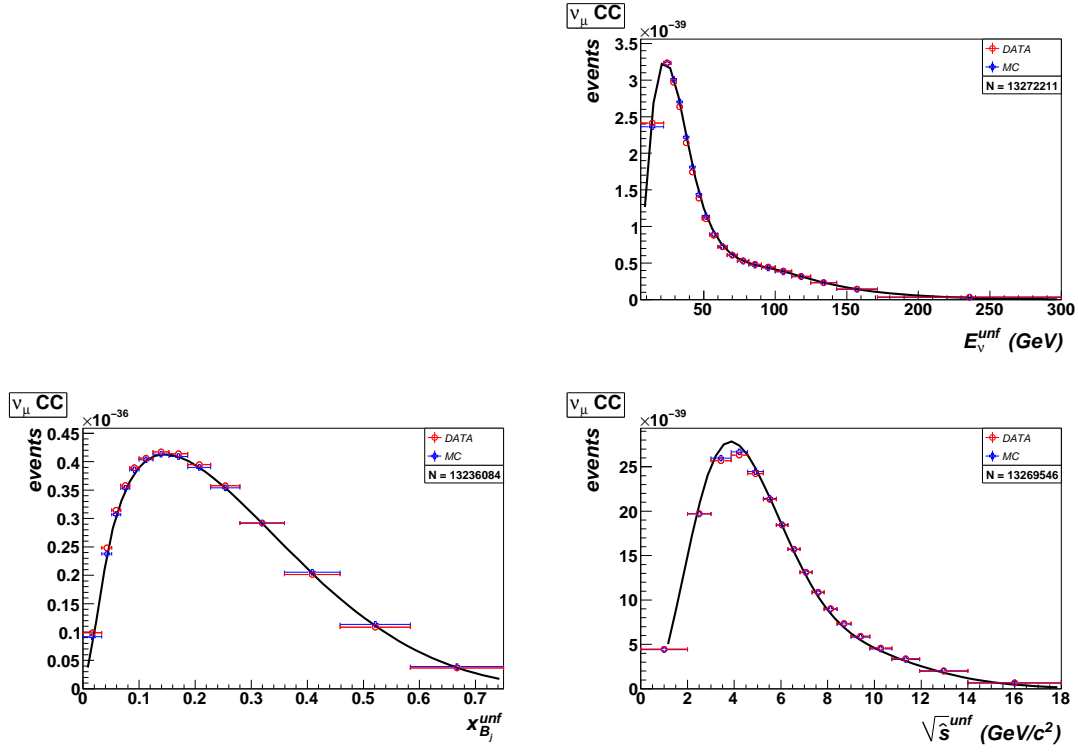 ν_μ CC
×10^-39
events
3.5
3
2.5
2
1.5
1
0.5
0
50 100 150 200 250 300
E_ν^unf (GeV)
DATA
MC
N = 13272211
ν_μ CC
×10^-36
events
0.45
0.4
0.35
0.3
0.25
0.2
0.15
0.1
0.05
0
0 0.1 0.2 0.3 0.4 0.5 0.6 0.7
x_Bj^unf
DATA
MC
N = 13236084
ν_μ CC
×10^-39
events
25
20
15
10
5
0
0 2 4 6 8 10 12 14 16 18
√ŝ^unf (GeV/c²)
DATA
MC
N = 13269546